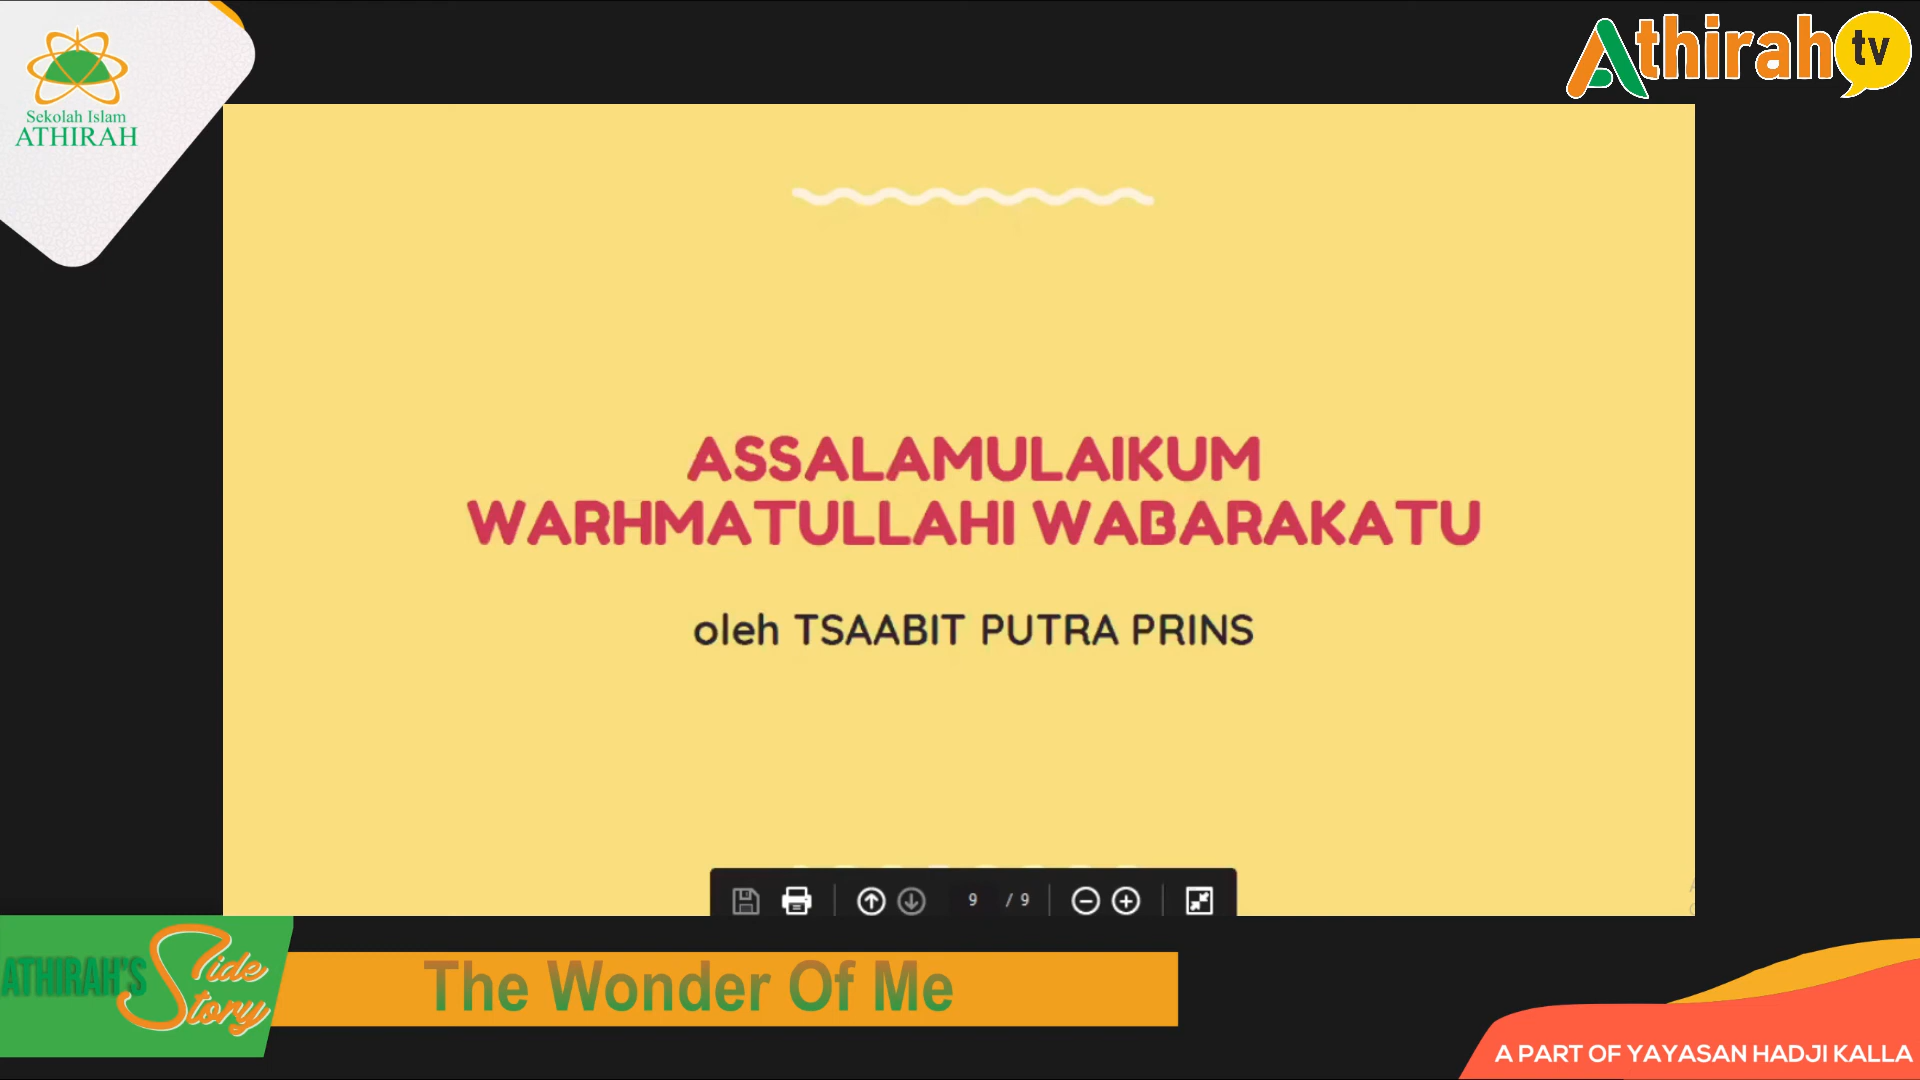 Sekolah Islam
ATHIRAH
Athirah tv
ASSALAMULAIKUM
WARHMATULLAHI WABARAKATU
oleh TSAABIT PUTRA PRINS
9 / 9
ATHIRAH'S Slide Story
The Wonder Of Me
A PART OF YAYASAN HADJI KALLA